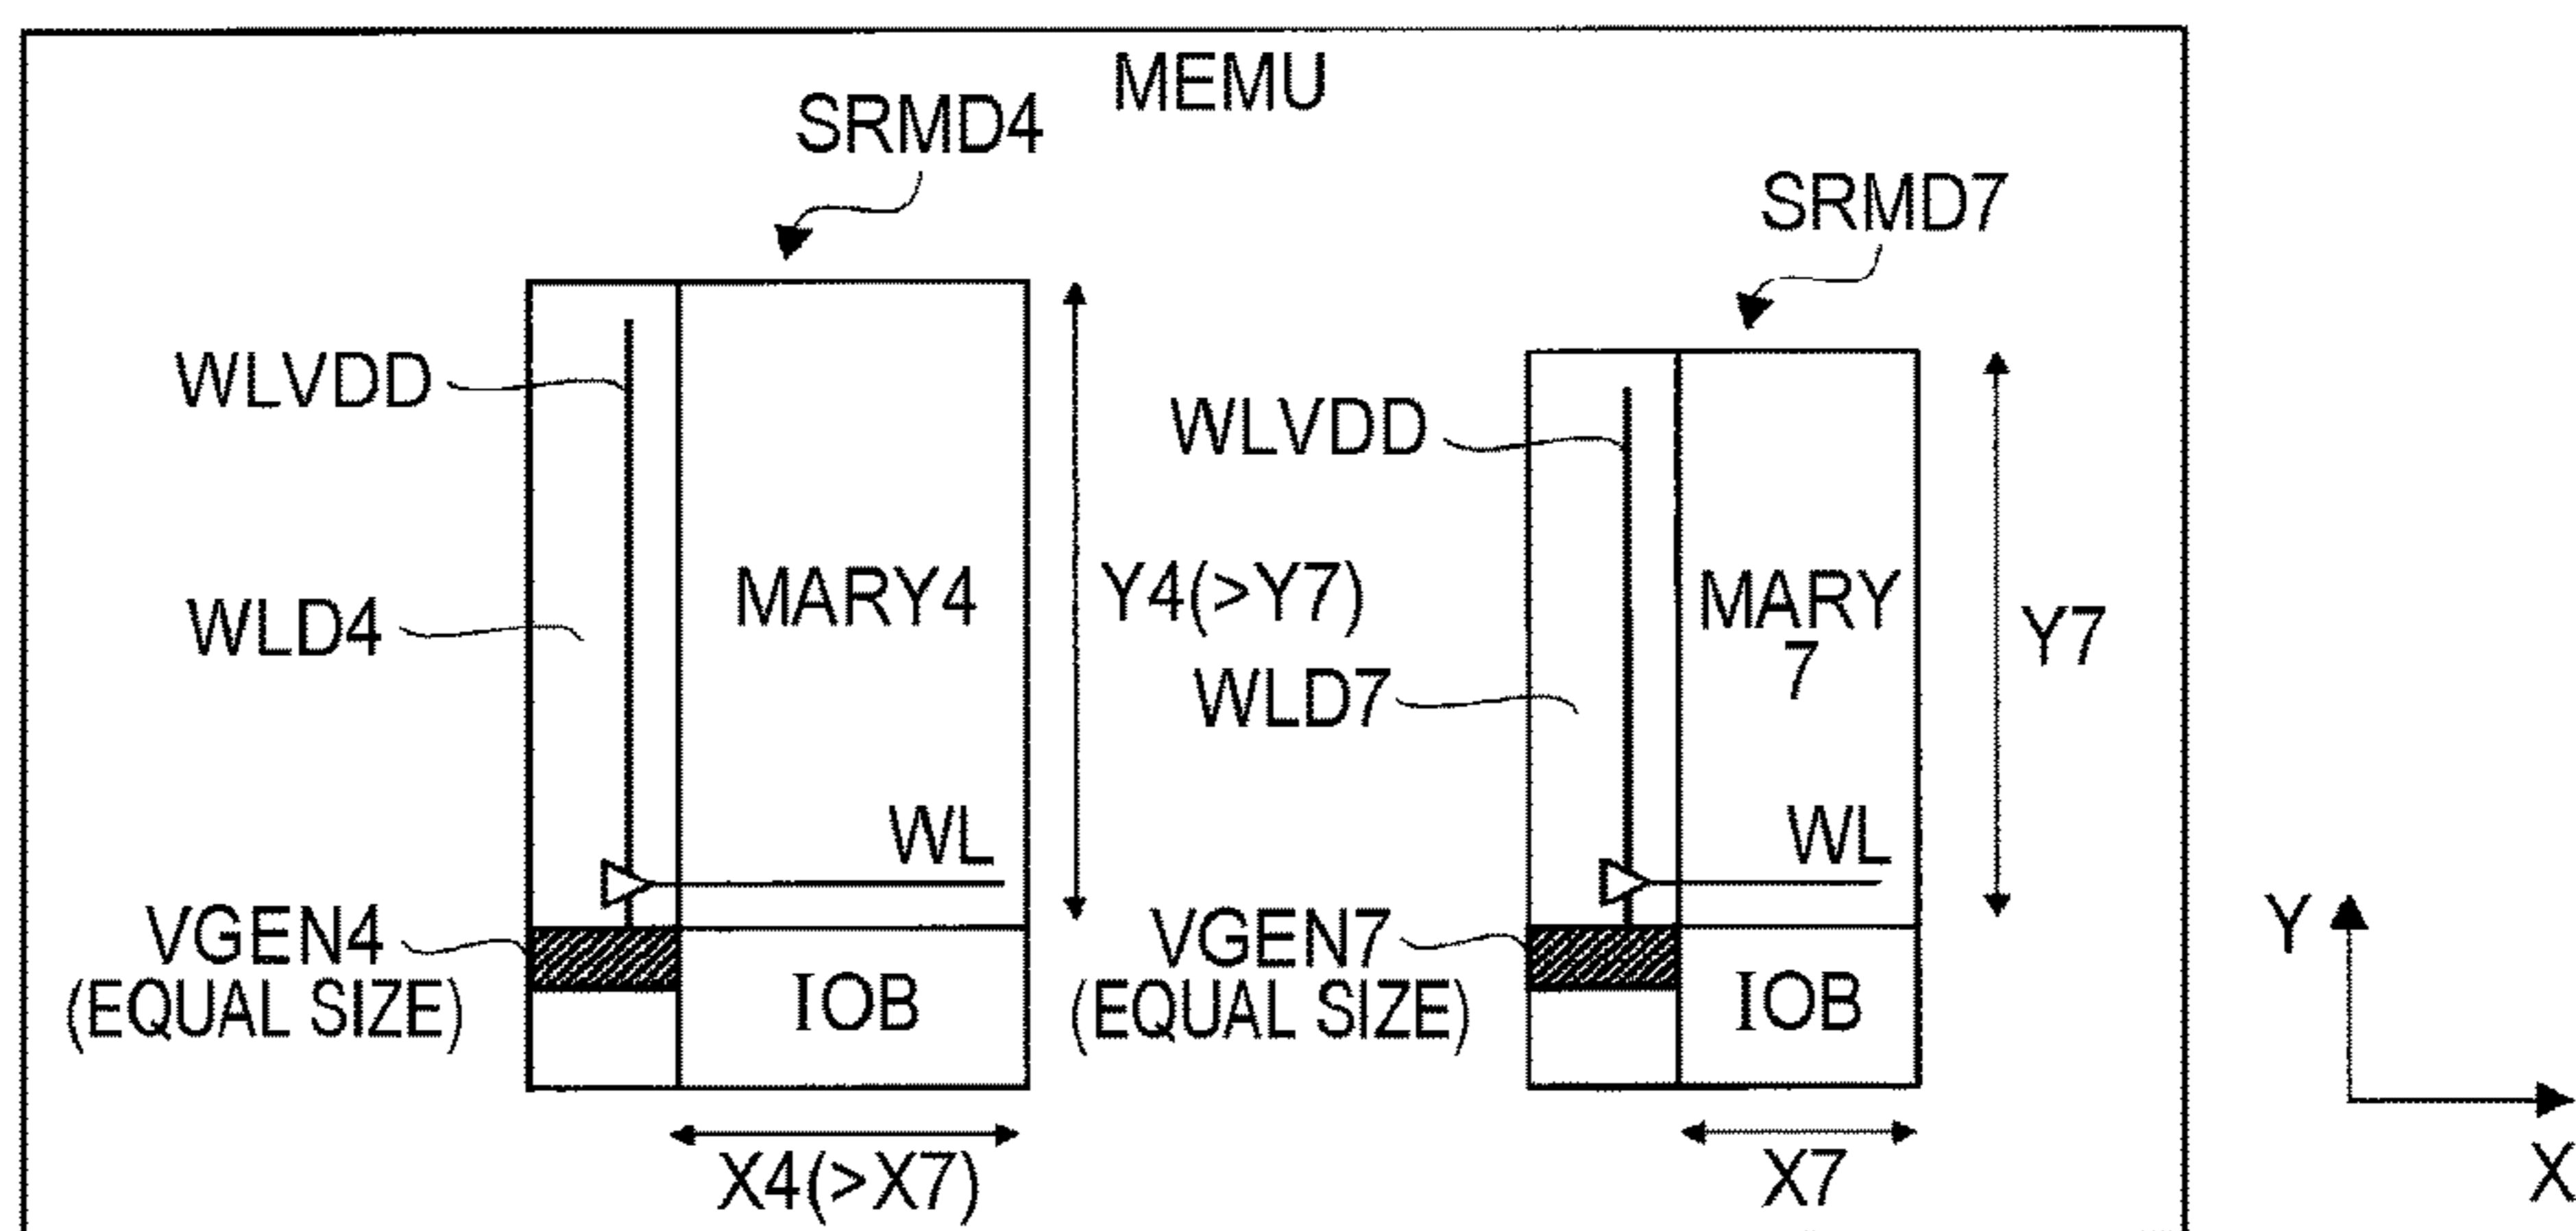 MEMU
SRMD4
SRMD7
WLVDD
WLVDD
WLD4
MARY4
Y4(>Y7)
MARY
7
Y7
WLD7
WL
WL
VGEN4
(EQUAL SIZE)
VGEN7
(EQUAL SIZE)
IOB
IOB
Y
X
X4(>X7)
X7